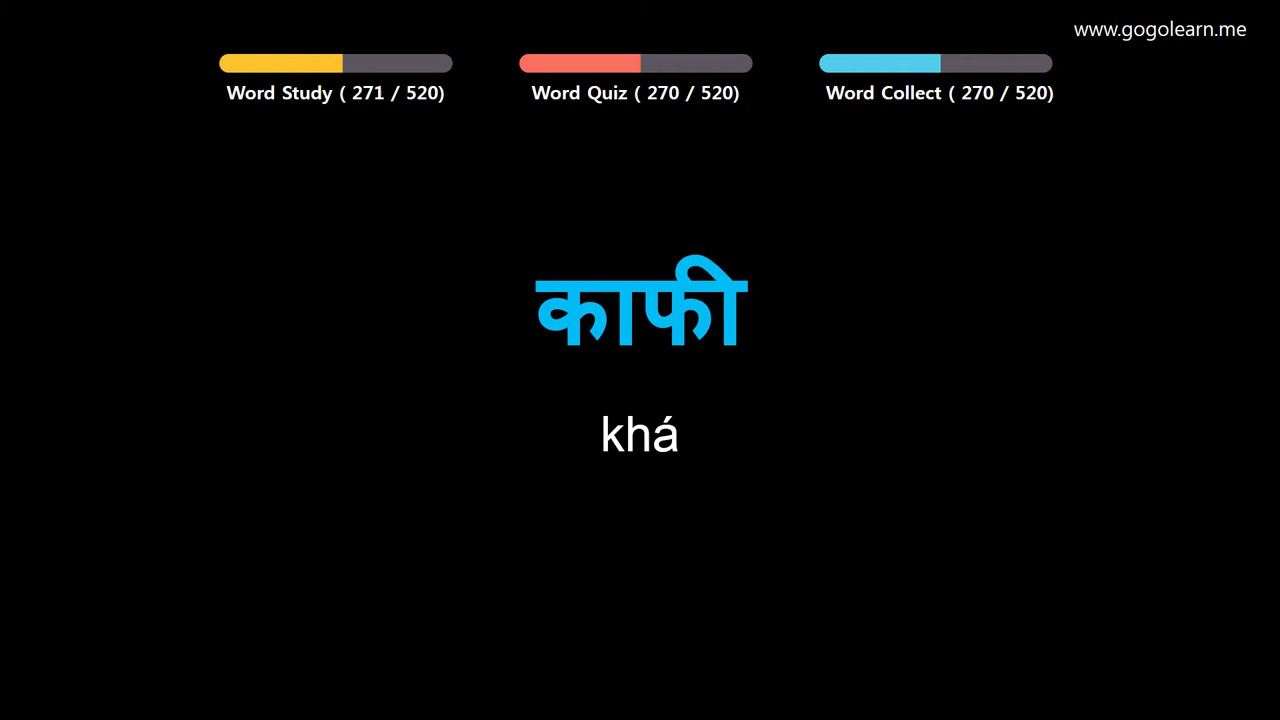 www.gogolearn.me
Word Study ( 271 / 520)
Word Quiz ( 270 / 520)
Word Collect ( 270 / 520)
काफी
khá